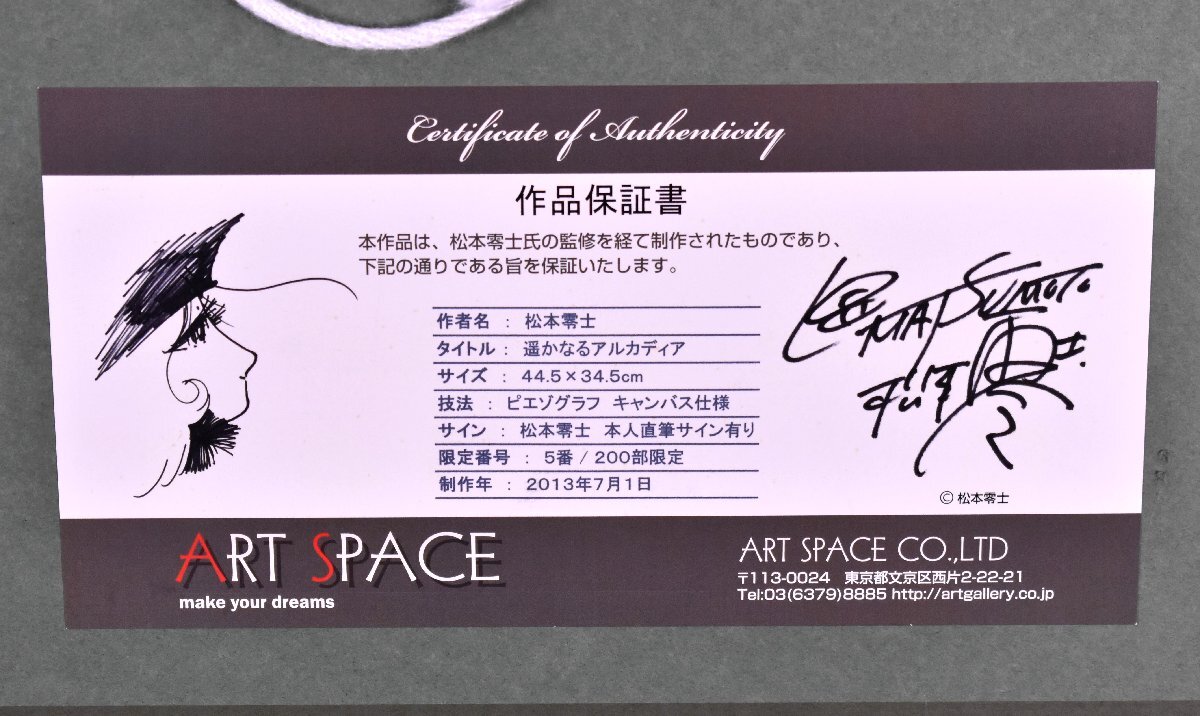 Certificate of Authenticity
作品保証書
本作品は、松本零士氏の監修を経て制作されたものであり、
下記の通りである旨を保証いたします。
作者名 : 松本零士
タイトル : 遥かなるアルカディア
サイズ : 44.5×34.5cm
技法 : ピエゾグラフ キャンバス仕様
サイン : 松本零士 本人直筆サイン有り
限定番号 : 5番/200部限定
制作年 : 2013年7月1日
MATSUMOTO
© 松本零士
ART SPACE
make your dreams
ART SPACE CO.,LTD
〒113-0024 東京都文京区西片2-22-21
Tel:03(6379)8885 http://artgallery.co.jp